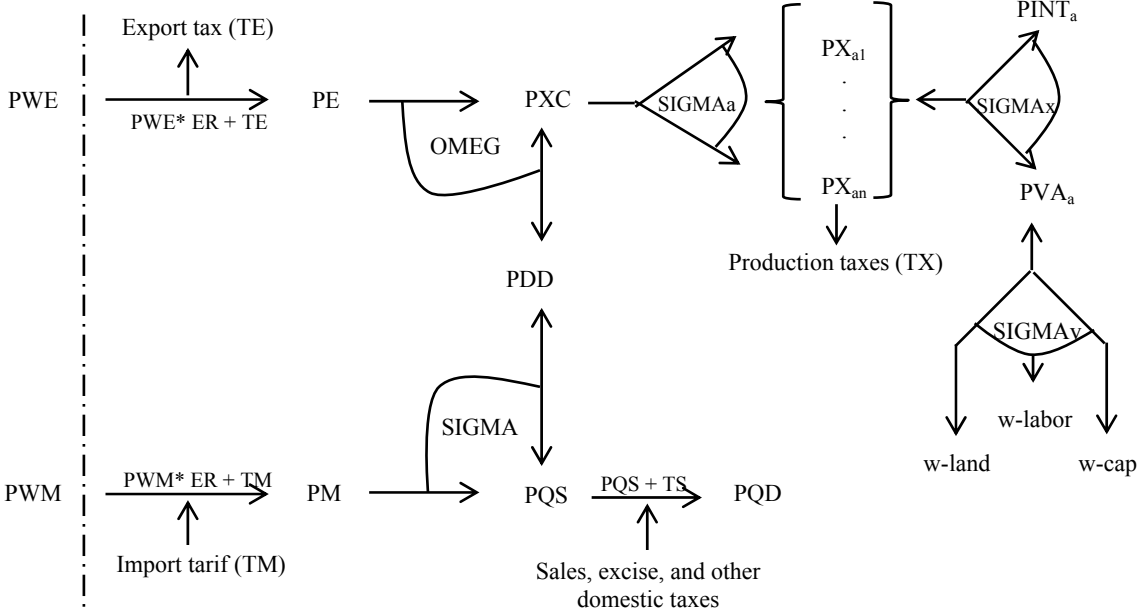 Export tax (TE)
PINTₐ
PXₐ₁
PWE
PE
PXC
SIGMAa
SIGMAx
PWE* ER + TE
OMEG
.
.
.
PXₐₙ
PVAₐ
Production taxes (TX)
PDD
SIGMAv
w-labor
SIGMA
w-land
w-cap
PWM
PWM* ER + TM
PM
PQS
PQS + TS
PQD
Import tarif (TM)
Sales, excise, and other
domestic taxes